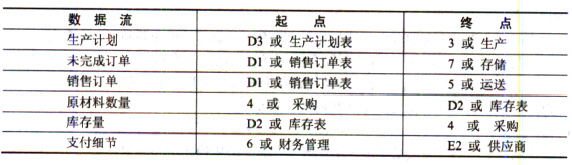 数据流 起点 终点
生产计划 D3 或 生产计划表 3 或 生产
未完成订单 D1 或 销售订单表 7 或 存储
销售订单 D1 或 销售订单表 5 或 运送
原材料数量 4 或 采购 D2 或 库存表
库存量 D2 或 库存表 4 或 采购
支付细节 6 或 财务管理 E2 或 供应商